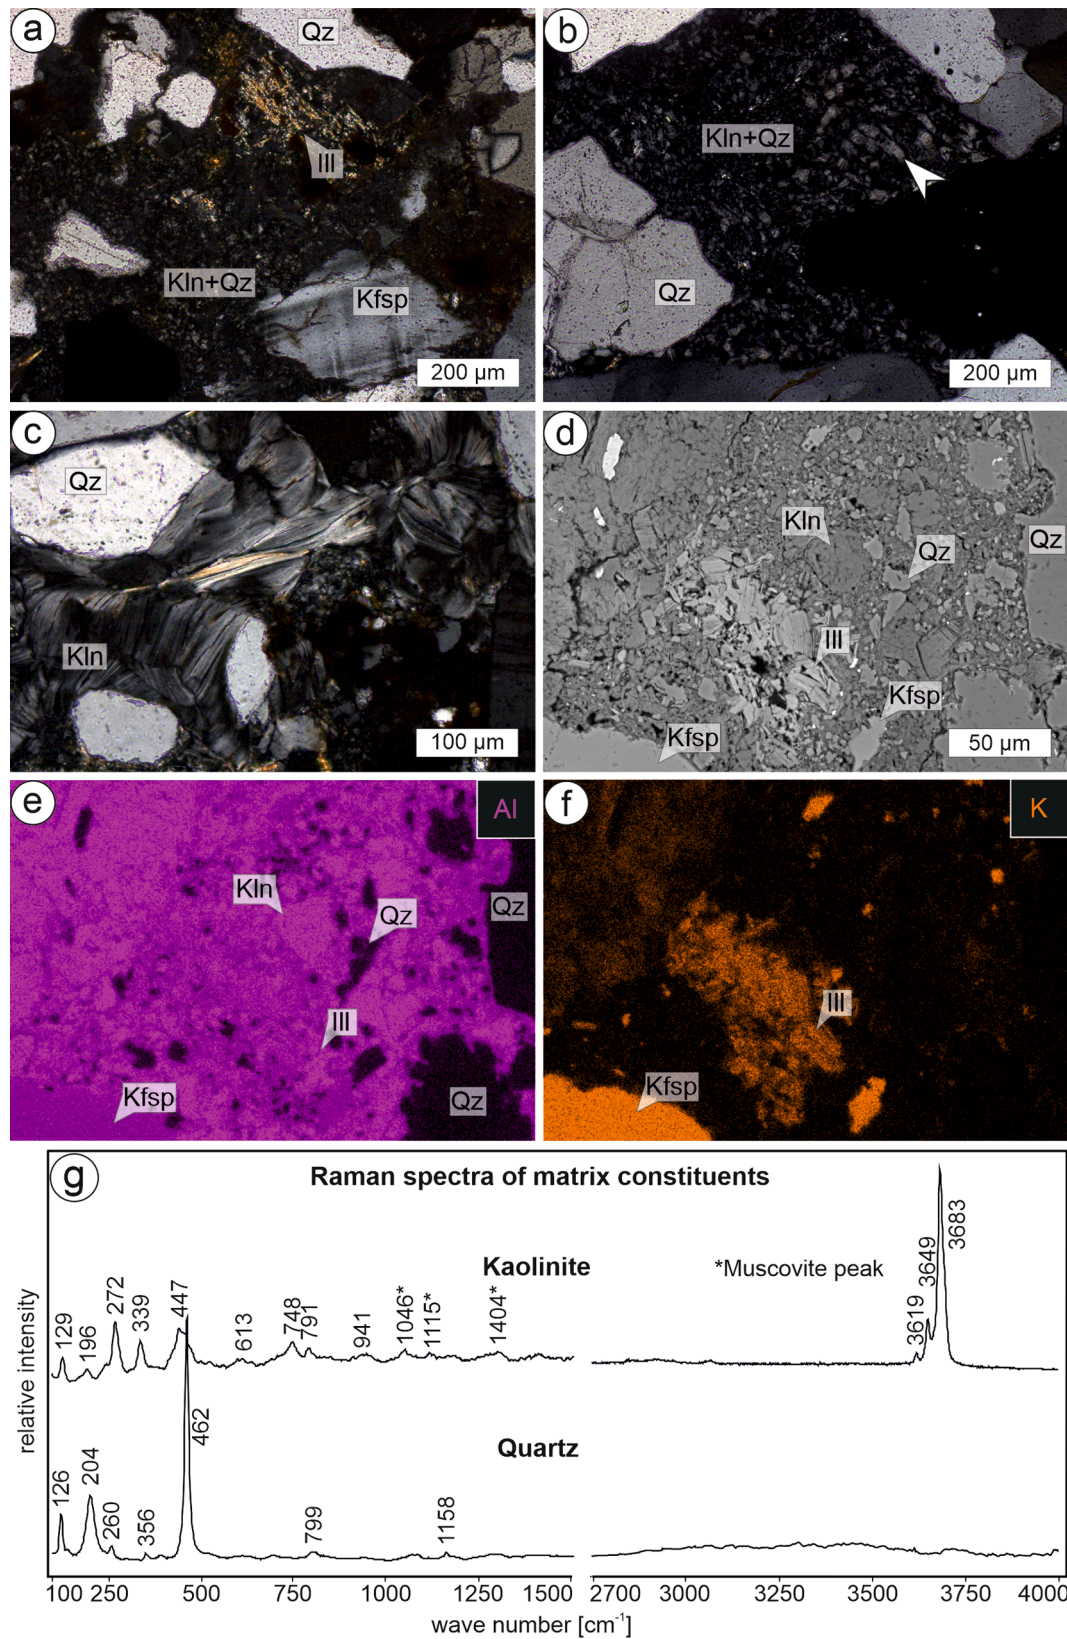 a
Qz
Ill
Kln+Qz
Kfsp
200 µm
b
Kln+Qz
Qz
200 µm
c
Qz
Kln
100 µm
d
Kln
Qz
Qz
Ill
Kfsp
Kfsp
50 µm
e
Al
Kln
Qz
Qz
Ill
Kfsp
Qz
f
K
Ill
Kfsp
g
Raman spectra of matrix constituents
Kaolinite
*Muscovite peak
129
196
272
339
447
613
748
791
941
1046*
1115*
1404*
3619
3649
3683
Quartz
126
204
260
356
462
799
1158
relative intensity
100 250 500 750 1000 1250 1500 2700 3000 3250 3500 3750 4000
wave number [cm⁻¹]